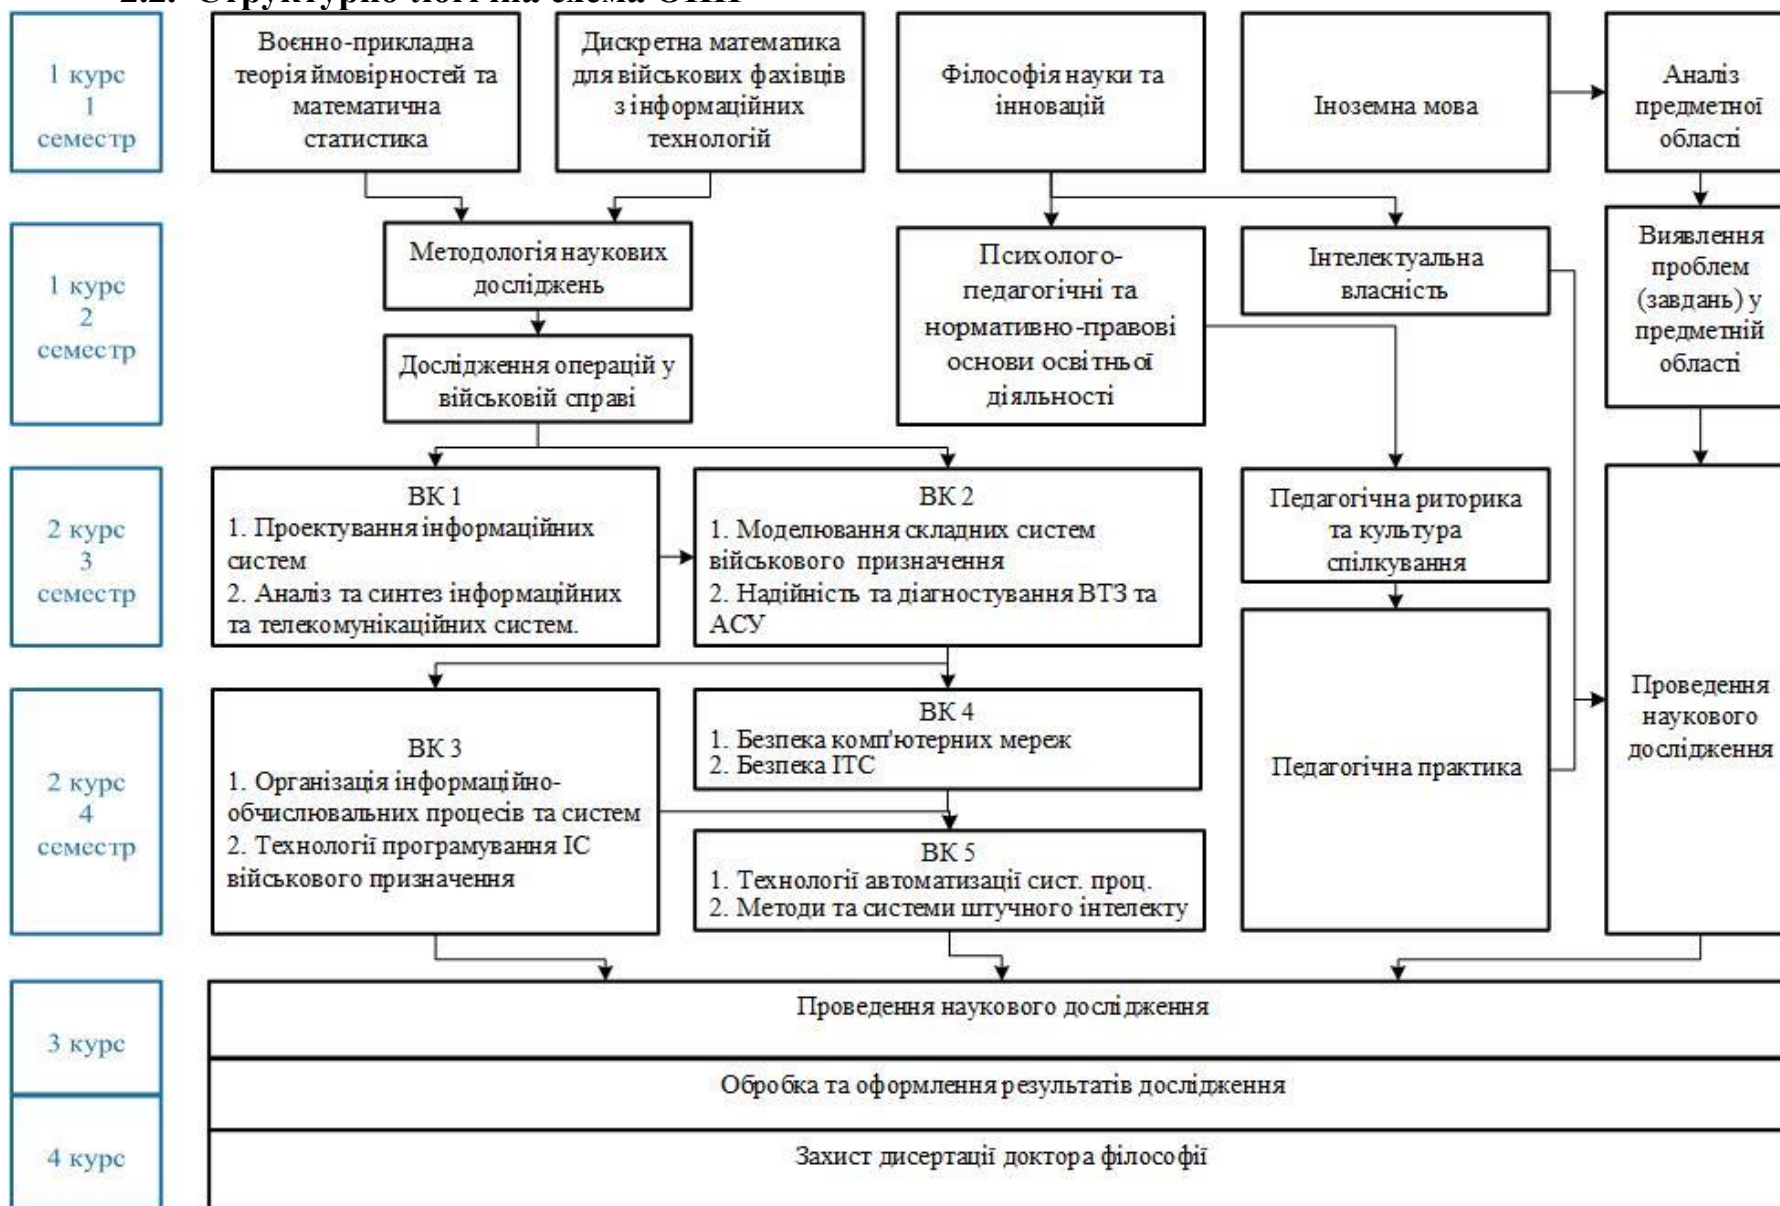 2.2. Структурно-логічна схема ОПП
1 курс
1
семестр
Воєнно-прикладна
теорія ймовірностей та
математична
статистика
Дискретна математика
для військових фахівців
з інформаційних
технологій
Філософія науки та
інновацій
Іноземна мова
Аналіз
предметної
області
1 курс
2
семестр
Методологія наукових
досліджень
Дослідження операцій у
військовій справі
Психолого-
педагогічні та
нормативно-правові
основи освітньої
діяльності
Інтелектуальна
власність
Виявлення
проблем
(завдань) у
предметній
області
2 курс
3
семестр
ВК 1
1. Проектування інформаційних
систем
2. Аналіз та синтез інформаційних
та телекомунікаційних систем.
ВК 2
1. Моделювання складних систем
військового призначення
2. Надійність та діагностування ВТЗ та
АСУ
Педагогічна риторика
та культура
спілкування
Проведення
наукового
дослідження
2 курс
4
семестр
ВК 3
1. Організація інформаційно-
обчислювальних процесів та систем
2. Технології програмування ІС
військового призначення
ВК 4
1. Безпека комп'ютерних мереж
2. Безпека ІТС
ВК 5
1. Технології автоматизації сист. проц.
2. Методи та системи штучного інтелекту
Педагогічна практика
3 курс
Проведення наукового дослідження
Обробка та оформлення результатів дослідження
4 курс
Захист дисертації доктора філософії